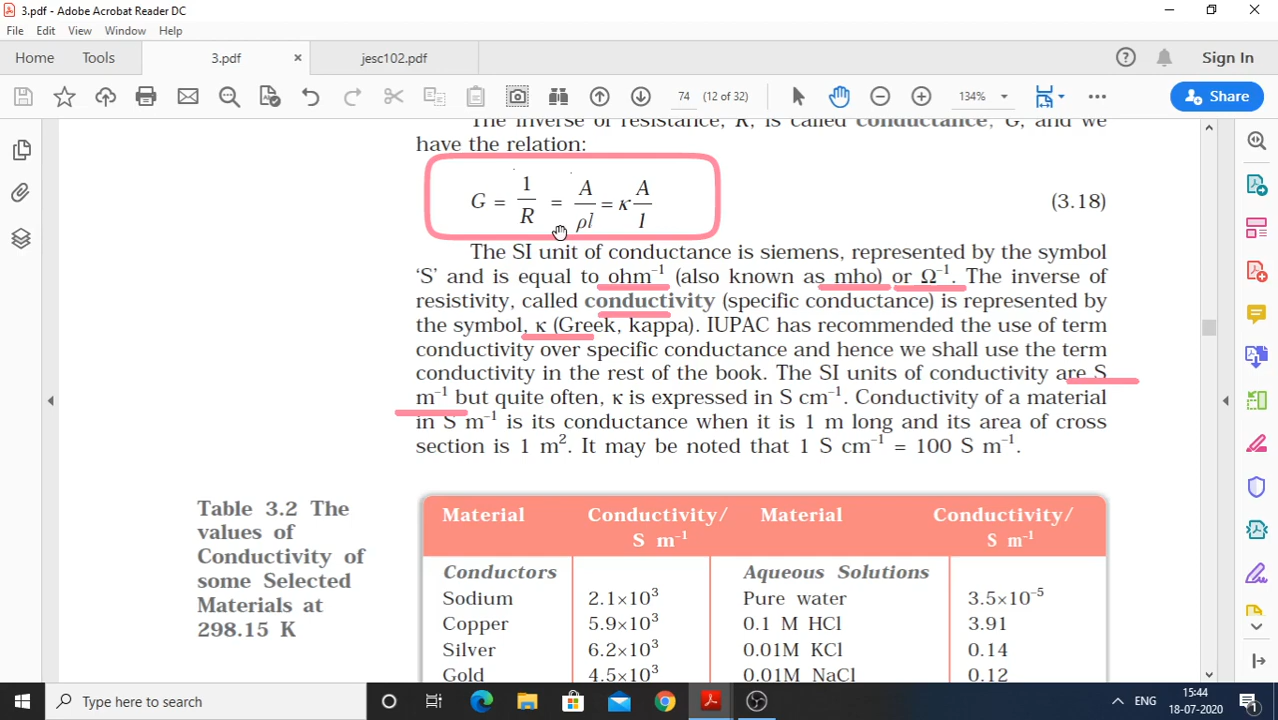 3.pdf - Adobe Acrobat Reader DC
File Edit View Window Help
Home Tools 3.pdf × jesc102.pdf Sign In
74 (12 of 32) 134% Share
The inverse of resistance, R, is called conductance, G, and we
have the relation:
G = 1/R = A/ρl = κ A/l (3.18)
The SI unit of conductance is siemens, represented by the symbol
‘S’ and is equal to ohm⁻¹ (also known as mho) or Ω⁻¹. The inverse of
resistivity, called conductivity (specific conductance) is represented by
the symbol, κ (Greek, kappa). IUPAC has recommended the use of term
conductivity over specific conductance and hence we shall use the term
conductivity in the rest of the book. The SI units of conductivity are S
m⁻¹ but quite often, κ is expressed in S cm⁻¹. Conductivity of a material
in S m⁻¹ is its conductance when it is 1 m long and its area of cross
section is 1 m². It may be noted that 1 S cm⁻¹ = 100 S m⁻¹.
Table 3.2 The
values of
Conductivity of
some Selected
Materials at
298.15 K
Material Conductivity/ Material Conductivity/
S m⁻¹ S m⁻¹
Conductors Aqueous Solutions
Sodium 2.1×10³ Pure water 3.5×10⁻⁵
Copper 5.9×10³ 0.1 M HCl 3.91
Silver 6.2×10³ 0.01M KCl 0.14
Gold 4.5×10³ 0.01M NaCl 0.12
Type here to search
ENG
15:44
18-07-2020
1